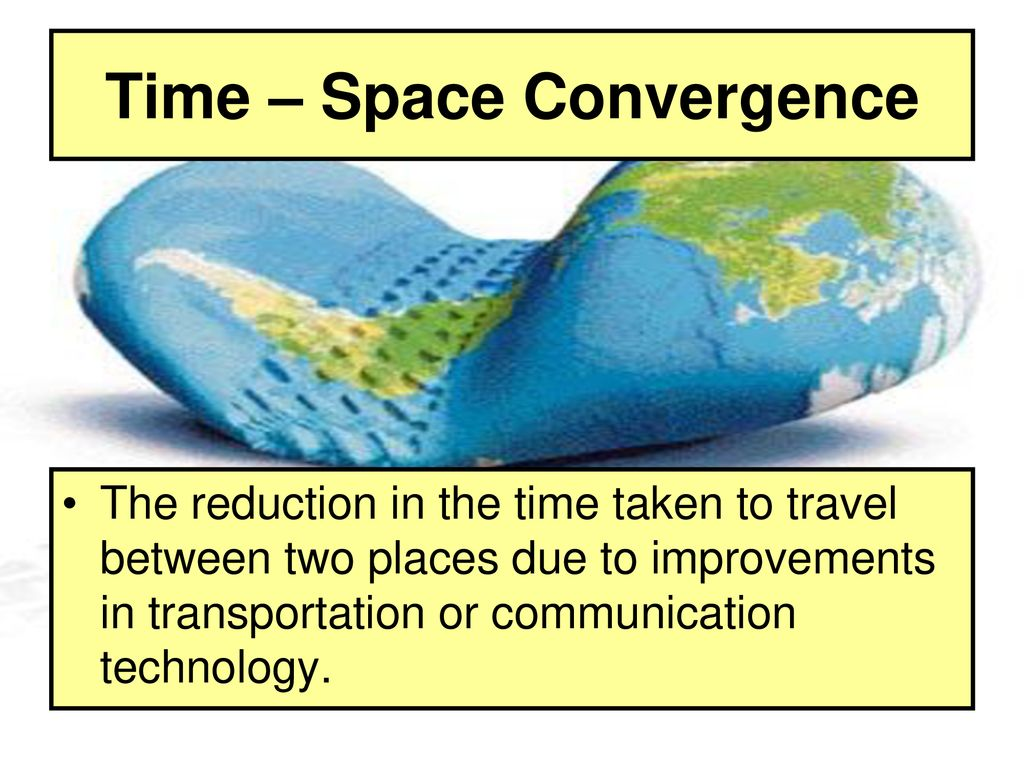 Time – Space Convergence
• The reduction in the time taken to travel
between two places due to improvements
in transportation or communication
technology.